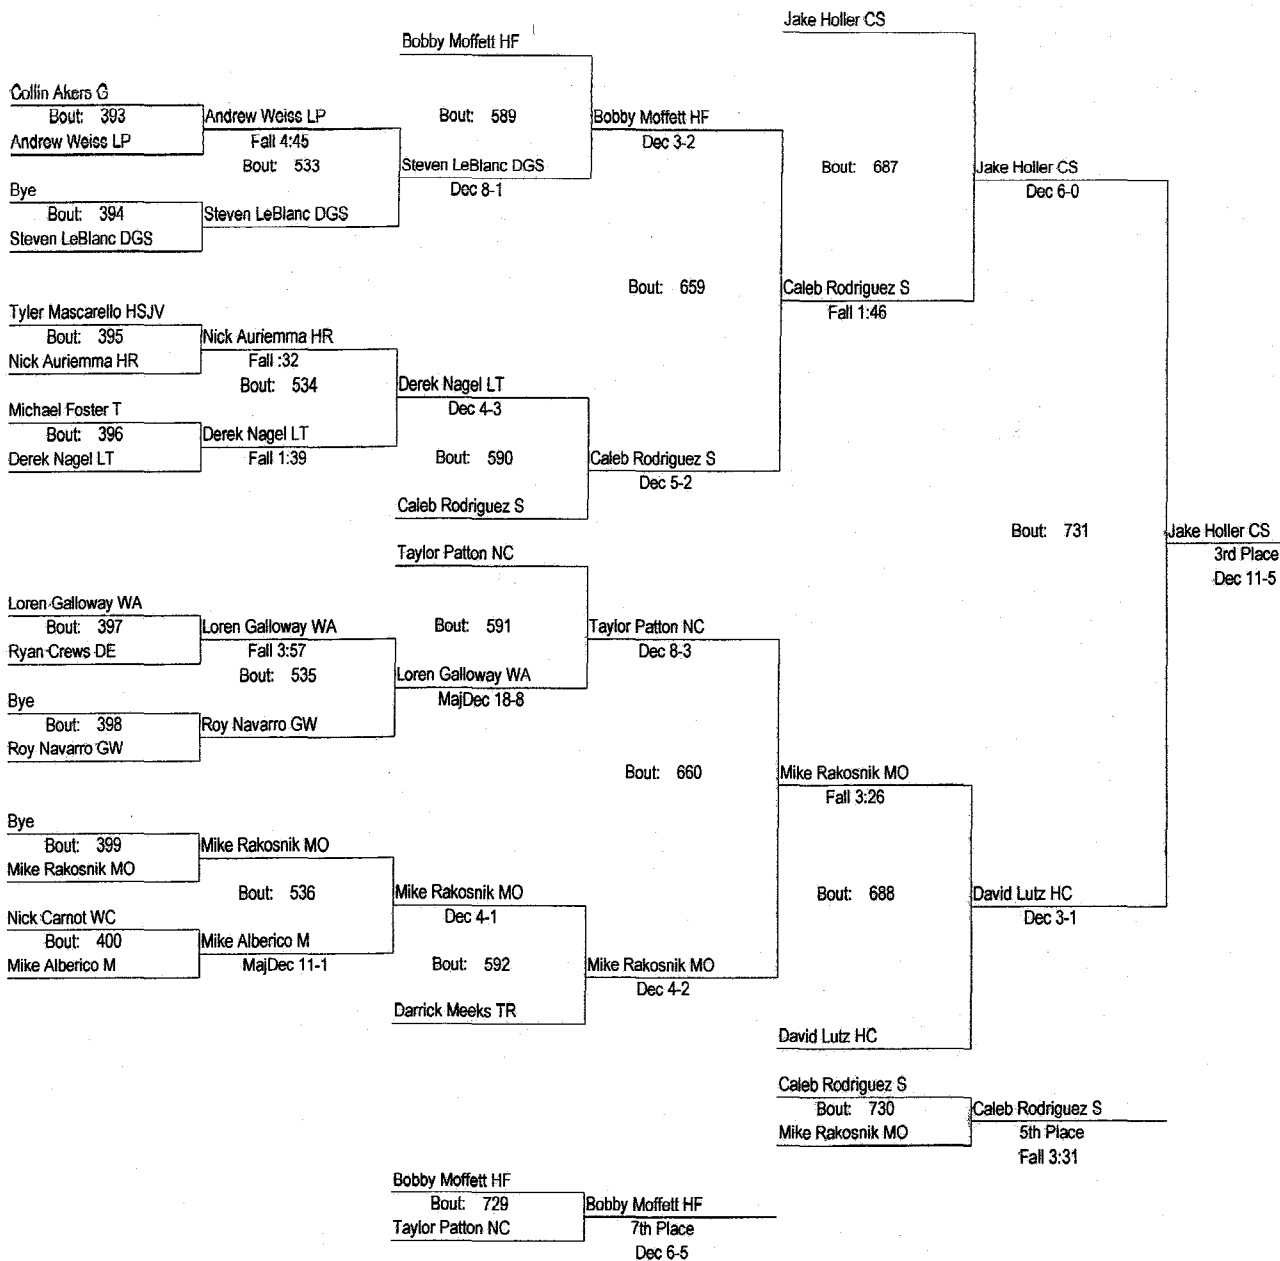 Jake Holler CS
Bobby Moffett HF
Collin Akers G
Bout: 393
Andrew Weiss LP
Andrew Weiss LP
Fall 4:45
Bout: 533
Bye
Bout: 394
Steven LeBlanc DGS
Steven LeBlanc DGS
Bout: 589
Steven LeBlanc DGS
Dec 8-1
Bobby Moffett HF
Dec 3-2
Bout: 687
Jake Holler CS
Dec 6-0
Bout: 659
Caleb Rodriguez S
Fall 1:46
Tyler Mascarello HSJV
Bout: 395
Nick Auriemma HR
Nick Auriemma HR
Fall :32
Bout: 534
Michael Foster T
Bout: 396
Derek Nagel LT
Derek Nagel LT
Fall 1:39
Derek Nagel LT
Dec 4-3
Bout: 590
Caleb Rodriguez S
Caleb Rodriguez S
Dec 5-2
Bout: 731
Jake Holler CS
3rd Place
Dec 11-5
Taylor Patton NC
Loren Galloway WA
Bout: 397
Ryan Crews DE
Loren Galloway WA
Fall 3:57
Bout: 535
Bye
Bout: 398
Roy Navarro GW
Roy Navarro GW
Bout: 591
Loren Galloway WA
MajDec 18-8
Taylor Patton NC
Dec 8-3
Bout: 660
Mike Rakosnik MO
Fall 3:26
Bye
Bout: 399
Mike Rakosnik MO
Mike Rakosnik MO
Bout: 536
Nick Carnot WC
Bout: 400
Mike Alberico M
Mike Alberico M
MajDec 11-1
Mike Rakosnik MO
Dec 4-1
Bout: 592
Darrick Meeks TR
Mike Rakosnik MO
Dec 4-2
Bout: 688
David Lutz HC
Dec 3-1
David Lutz HC
Caleb Rodriguez S
Bout: 730
Mike Rakosnik MO
Caleb Rodriguez S
5th Place
Fall 3:31
Bobby Moffett HF
Bout: 729
Taylor Patton NC
Bobby Moffett HF
7th Place
Dec 6-5